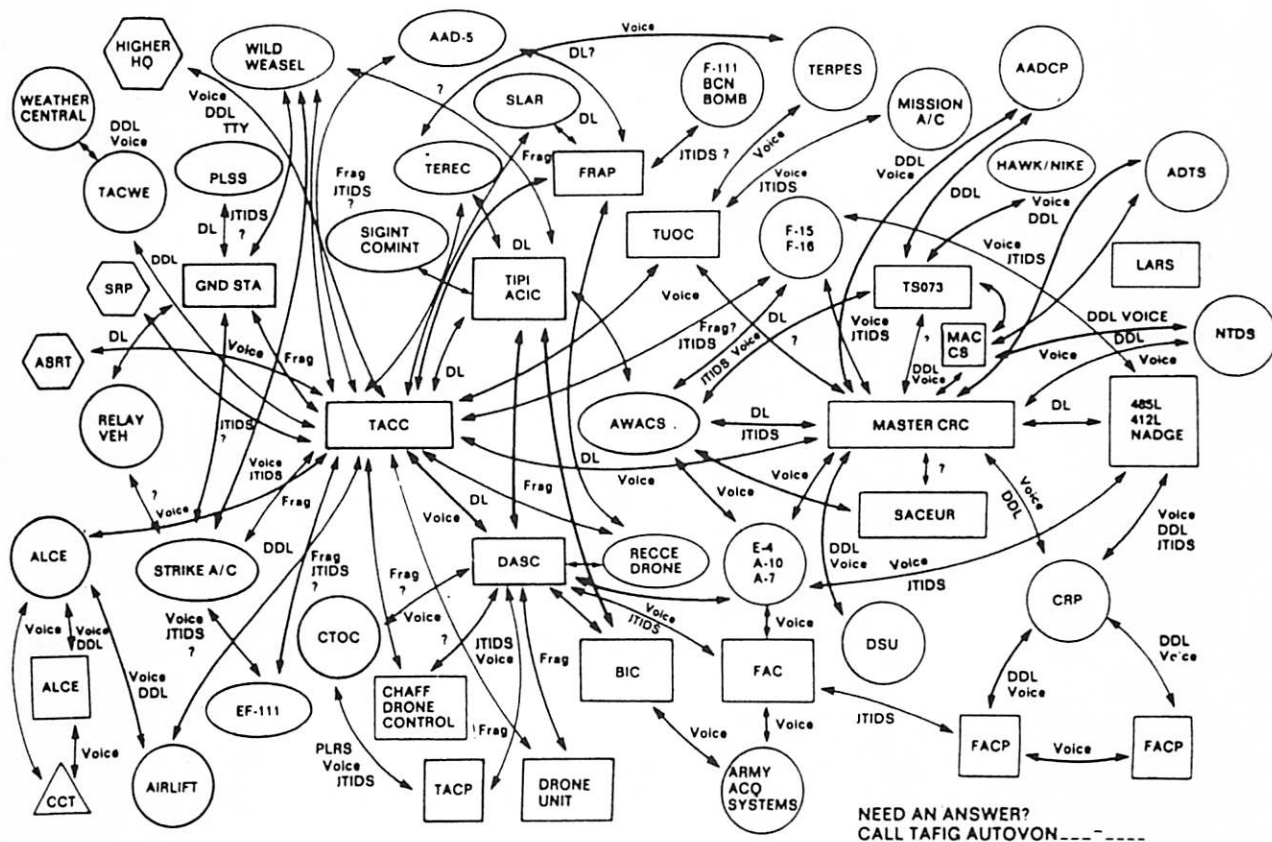 HIGHER
HQ
WILD
WEASEL
AAD-5
Voice
DL?
F-111
BCN
BOMB
TERPES
AADCP
WEATHER
CENTRAL
Voice
DDL
TTY
?
SLAR
DL
MISSION
A/C
DDL
Voice
TACWE
PLSS
Frag
JTIDS
?
TEREC
Frag
FRAP
JTIDS ?
Voice
Voice
JTIDS
DDL
Voice
DDL
HAWK/NIKE
Voice
DDL
ADTS
DL
JTIDS
?
SIGINT
COMINT
DL
TUOC
F-15
F-16
Voice
JTIDS
LARS
SRP
DDL
GND STA
TIPI
ACIC
TS073
DL
Voice
Frag
DL
Voice
Frag?
JTIDS
DL
JTIDS
Voice
?
Voice
JTIDS
?
MAC
CS
DDL VOICE
DDL
Voice
NTDS
ASRT
DDL
Voice
Voice
RELAY
VEH
JTIDS
?
TACC
AWACS
DL
JTIDS
MASTER CRC
DL
485L
412L
NADGE
?
Voice
Voice
JTIDS
Frag
Frag
DL
Voice
Frag
DL
Voice
Voice
Voice
?
SACEUR
Voice
DDL
Voice
DDL
JTIDS
ALCE
STRIKE A/C
DDL
Frag
JTIDS
?
Frag
?
DASC
RECCE
DRONE
E-4
A-10
A-7
DDL
Voice
Voice
JTIDS
Voice
Voice
DDL
Voice
JTIDS
?
CTOC
Voice
?
JTIDS
Voice
Frag
Voice
JTIDS
Voice
DSU
CRP
DDL
Voice
ALCE
Voice
DDL
EF-111
CHAFF
DRONE
CONTROL
BIC
FAC
DDL
Voice
Voice
PLRS
Voice
JTIDS
Frag
Voice
JTIDS
FACP
Voice
FACP
CCT
AIRLIFT
TACP
DRONE
UNIT
ARMY
ACQ
SYSTEMS
NEED AN ANSWER?
CALL TAFIG AUTOVON___-____